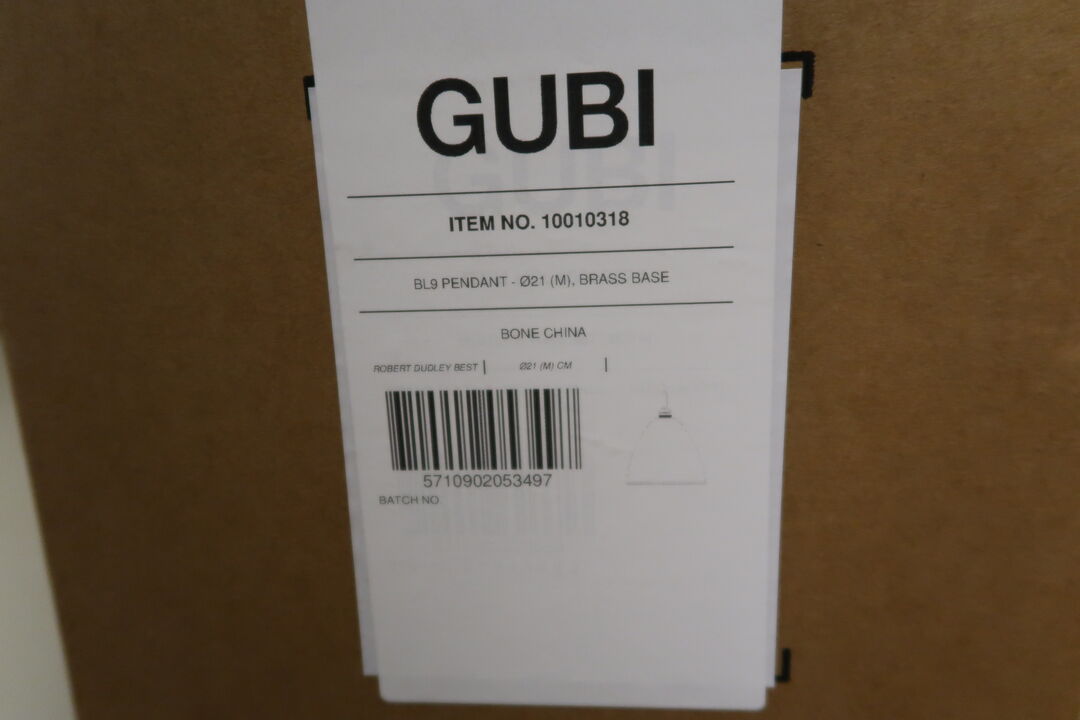 GUBI
ITEM NO. 10010318
BL9 PENDANT - Ø21 (M), BRASS BASE
BONE CHINA
ROBERT DUDLEY BEST | Ø21 (M) CM |
5710902053497
BATCH NO.